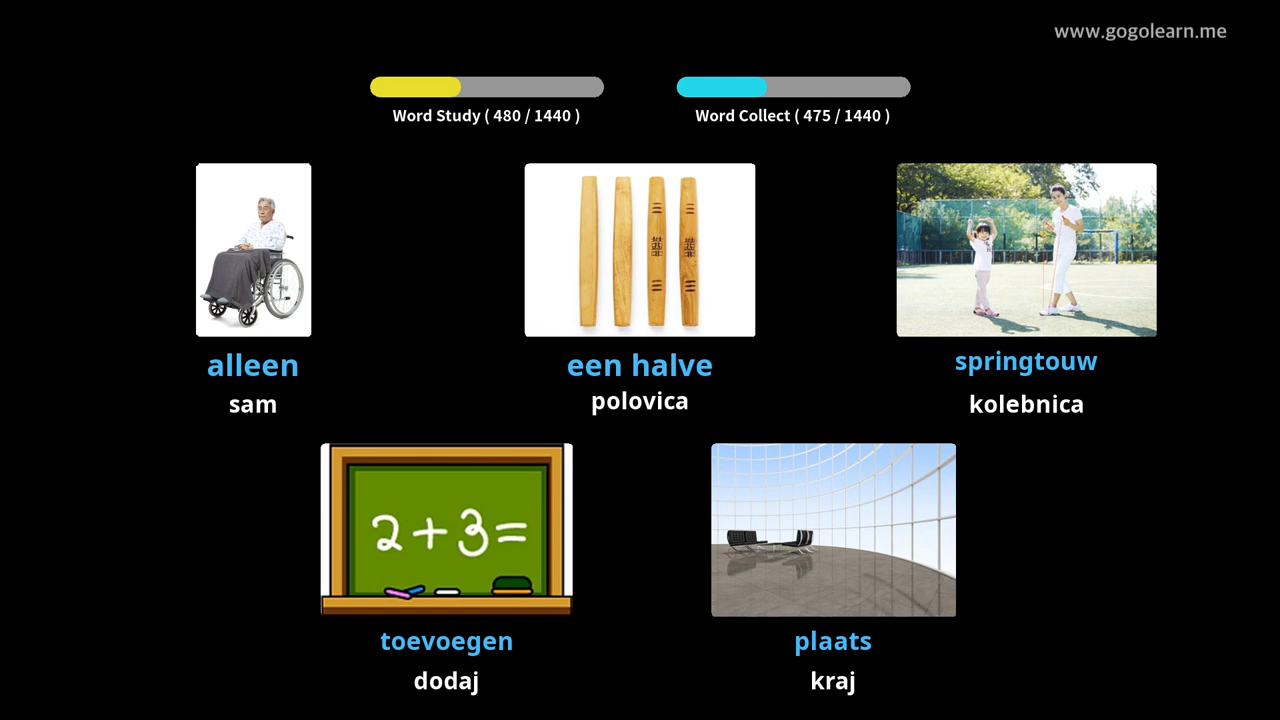 www.gogolearn.me
Word Study ( 480 / 1440 )
Word Collect ( 475 / 1440 )
alleen
een halve
springtouw
sam
polovica
kolebnica
2+3=
toevoegen
plaats
dodaj
kraj